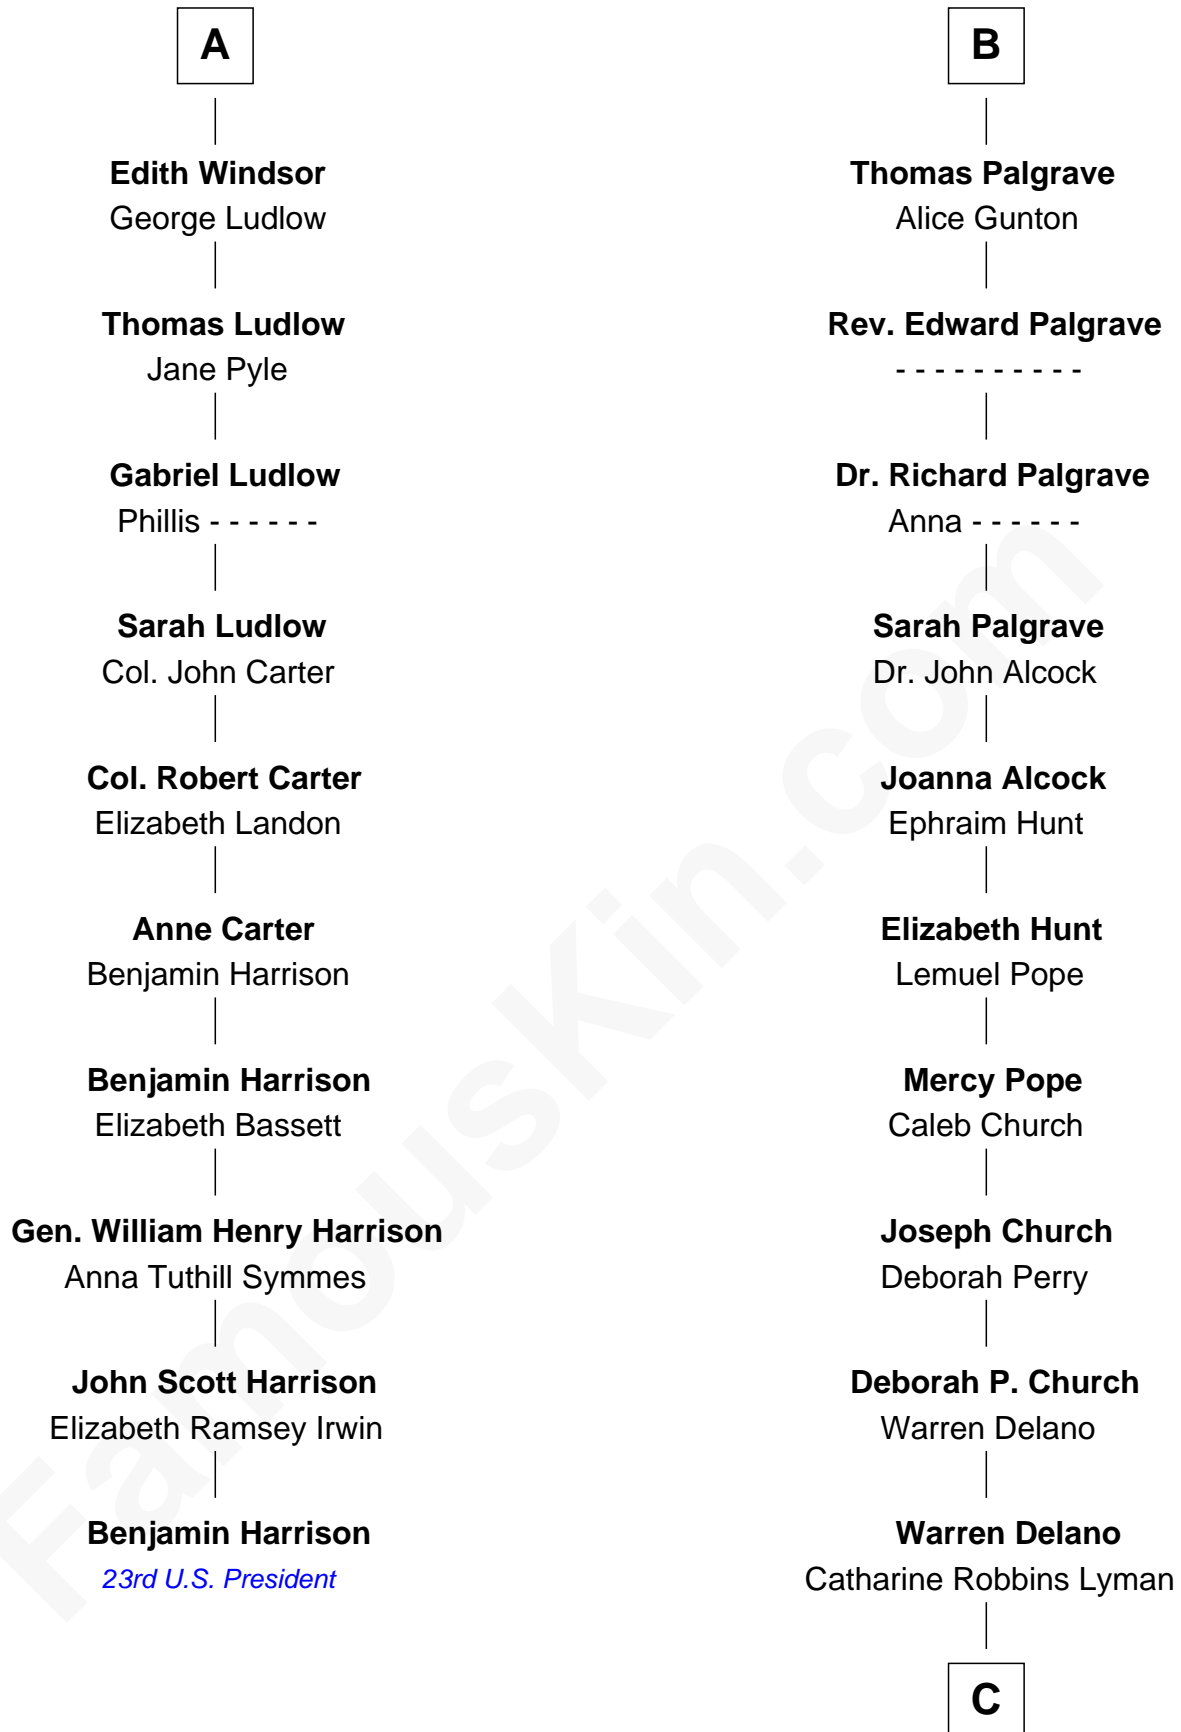 A
Edith Windsor
George Ludlow
Thomas Ludlow
Jane Pyle
Gabriel Ludlow
Phillis - - - - - -
Sarah Ludlow
Col. John Carter
Col. Robert Carter
Elizabeth Landon
Anne Carter
Benjamin Harrison
Benjamin Harrison
Elizabeth Bassett
Gen. William Henry Harrison
Anna Tuthill Symmes
John Scott Harrison
Elizabeth Ramsey Irwin
Benjamin Harrison
23rd U.S. President
B
Thomas Palgrave
Alice Gunton
Rev. Edward Palgrave
- - - - - - - - - -
Dr. Richard Palgrave
Anna - - - - - -
Sarah Palgrave
Dr. John Alcock
Joanna Alcock
Ephraim Hunt
Elizabeth Hunt
Lemuel Pope
Mercy Pope
Caleb Church
Joseph Church
Deborah Perry
Deborah P. Church
Warren Delano
Warren Delano
Catharine Robbins Lyman
C
FamousKin.com